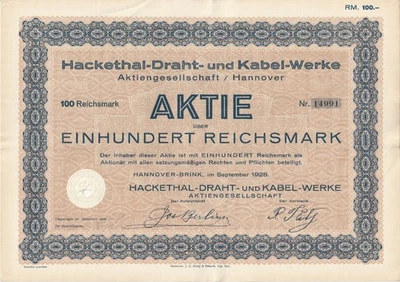 RM. 100.–
Hackethal-Draht- und Kabel-Werke
Aktiengesellschaft / Hannover
100 Reichsmark
AKTIE
Nr. 14991
ÜBER
EINHUNDERT REICHSMARK
Der Inhaber dieser Aktie ist mit EINHUNDERT Reichsmark als
Aktionär mit allen satzungsmäßigen Rechten und Pflichten beteiligt.
HANNOVER-BRINK, im September 1928
HACKETHAL-DRAHT- UND KABEL-WERKE
AKTIENGESELLSCHAFT
Der Aufsichtsrat
Der Vorstand